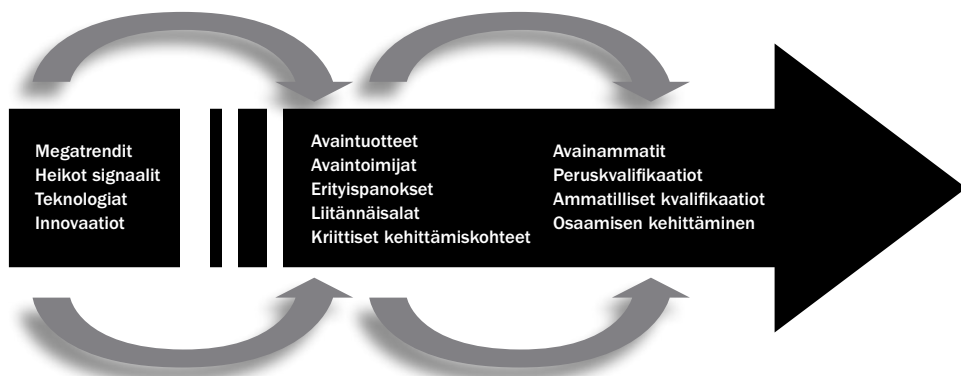 Megatrendit
Heikot signaalit
Teknologiat
Innovaatiot
Avaintuotteet
Avaintoimijat
Erityispanokset
Liitännäisalat
Kriittiset kehittämiskohteet
Avainammatit
Peruskvalifikaatiot
Ammatilliset kvalifikaatiot
Osaamisen kehittäminen